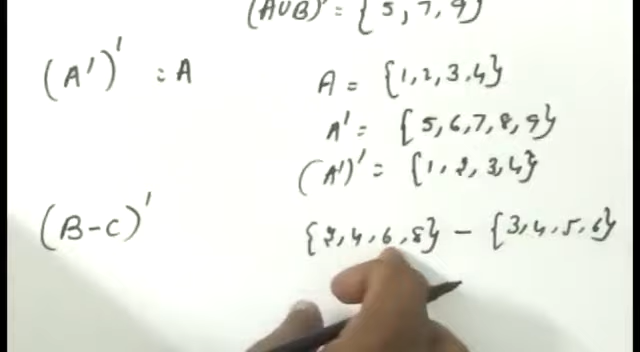 (AUB)' = {5, 7, 9}
(A')' = A
A = {1, 2, 3, 4}
A' = {5, 6, 7, 8, 9}
(A')' = {1, 2, 3, 4}
(B-C)'
{2, 4, 6, 8} - {3, 4, 5, 6}